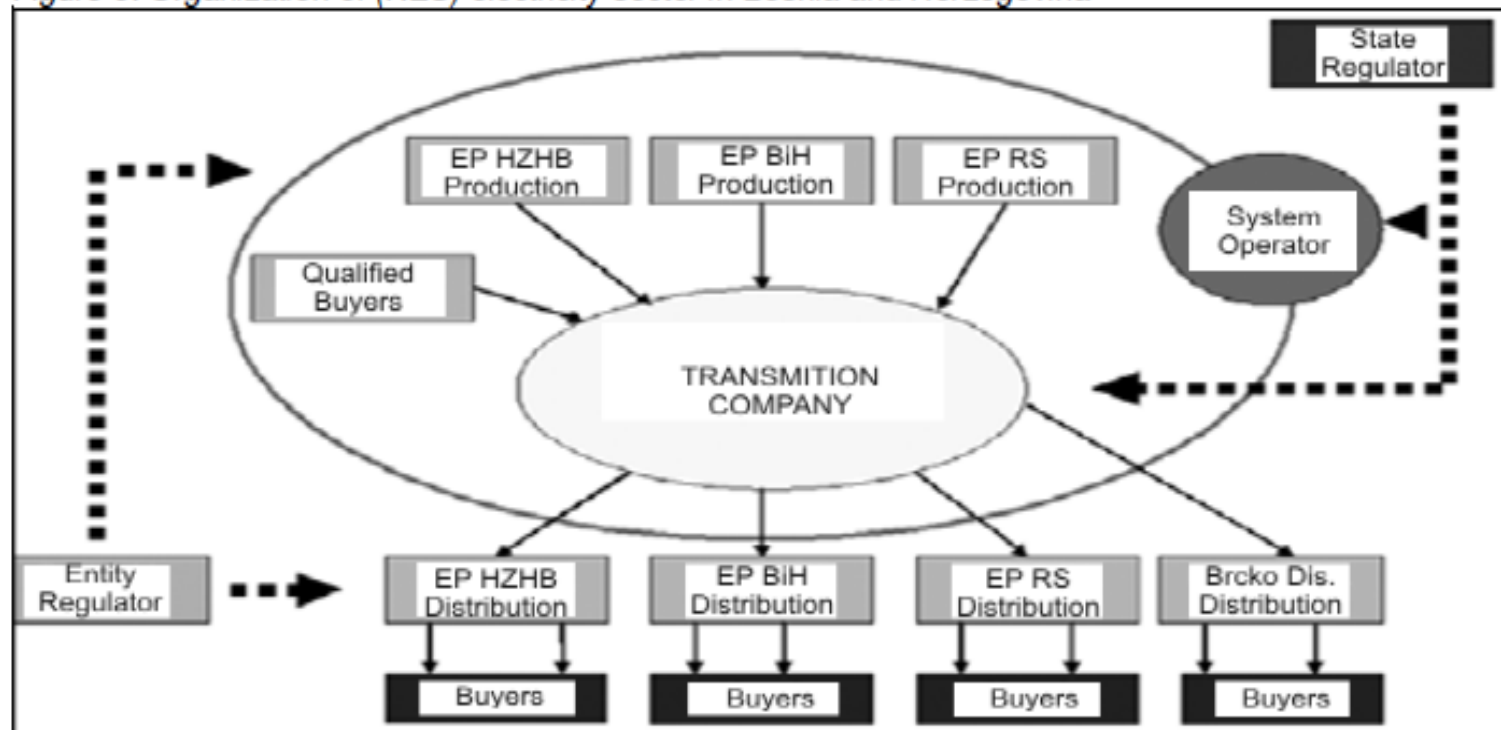 State
Regulator
EP HZHB
Production
EP BiH
Production
EP RS
Production
System
Operator
Qualified
Buyers
TRANSMITION
COMPANY
Entity
Regulator
EP HZHB
Distribution
EP BiH
Distribution
EP RS
Distribution
Brcko Dis.
Distribution
Buyers
Buyers
Buyers
Buyers